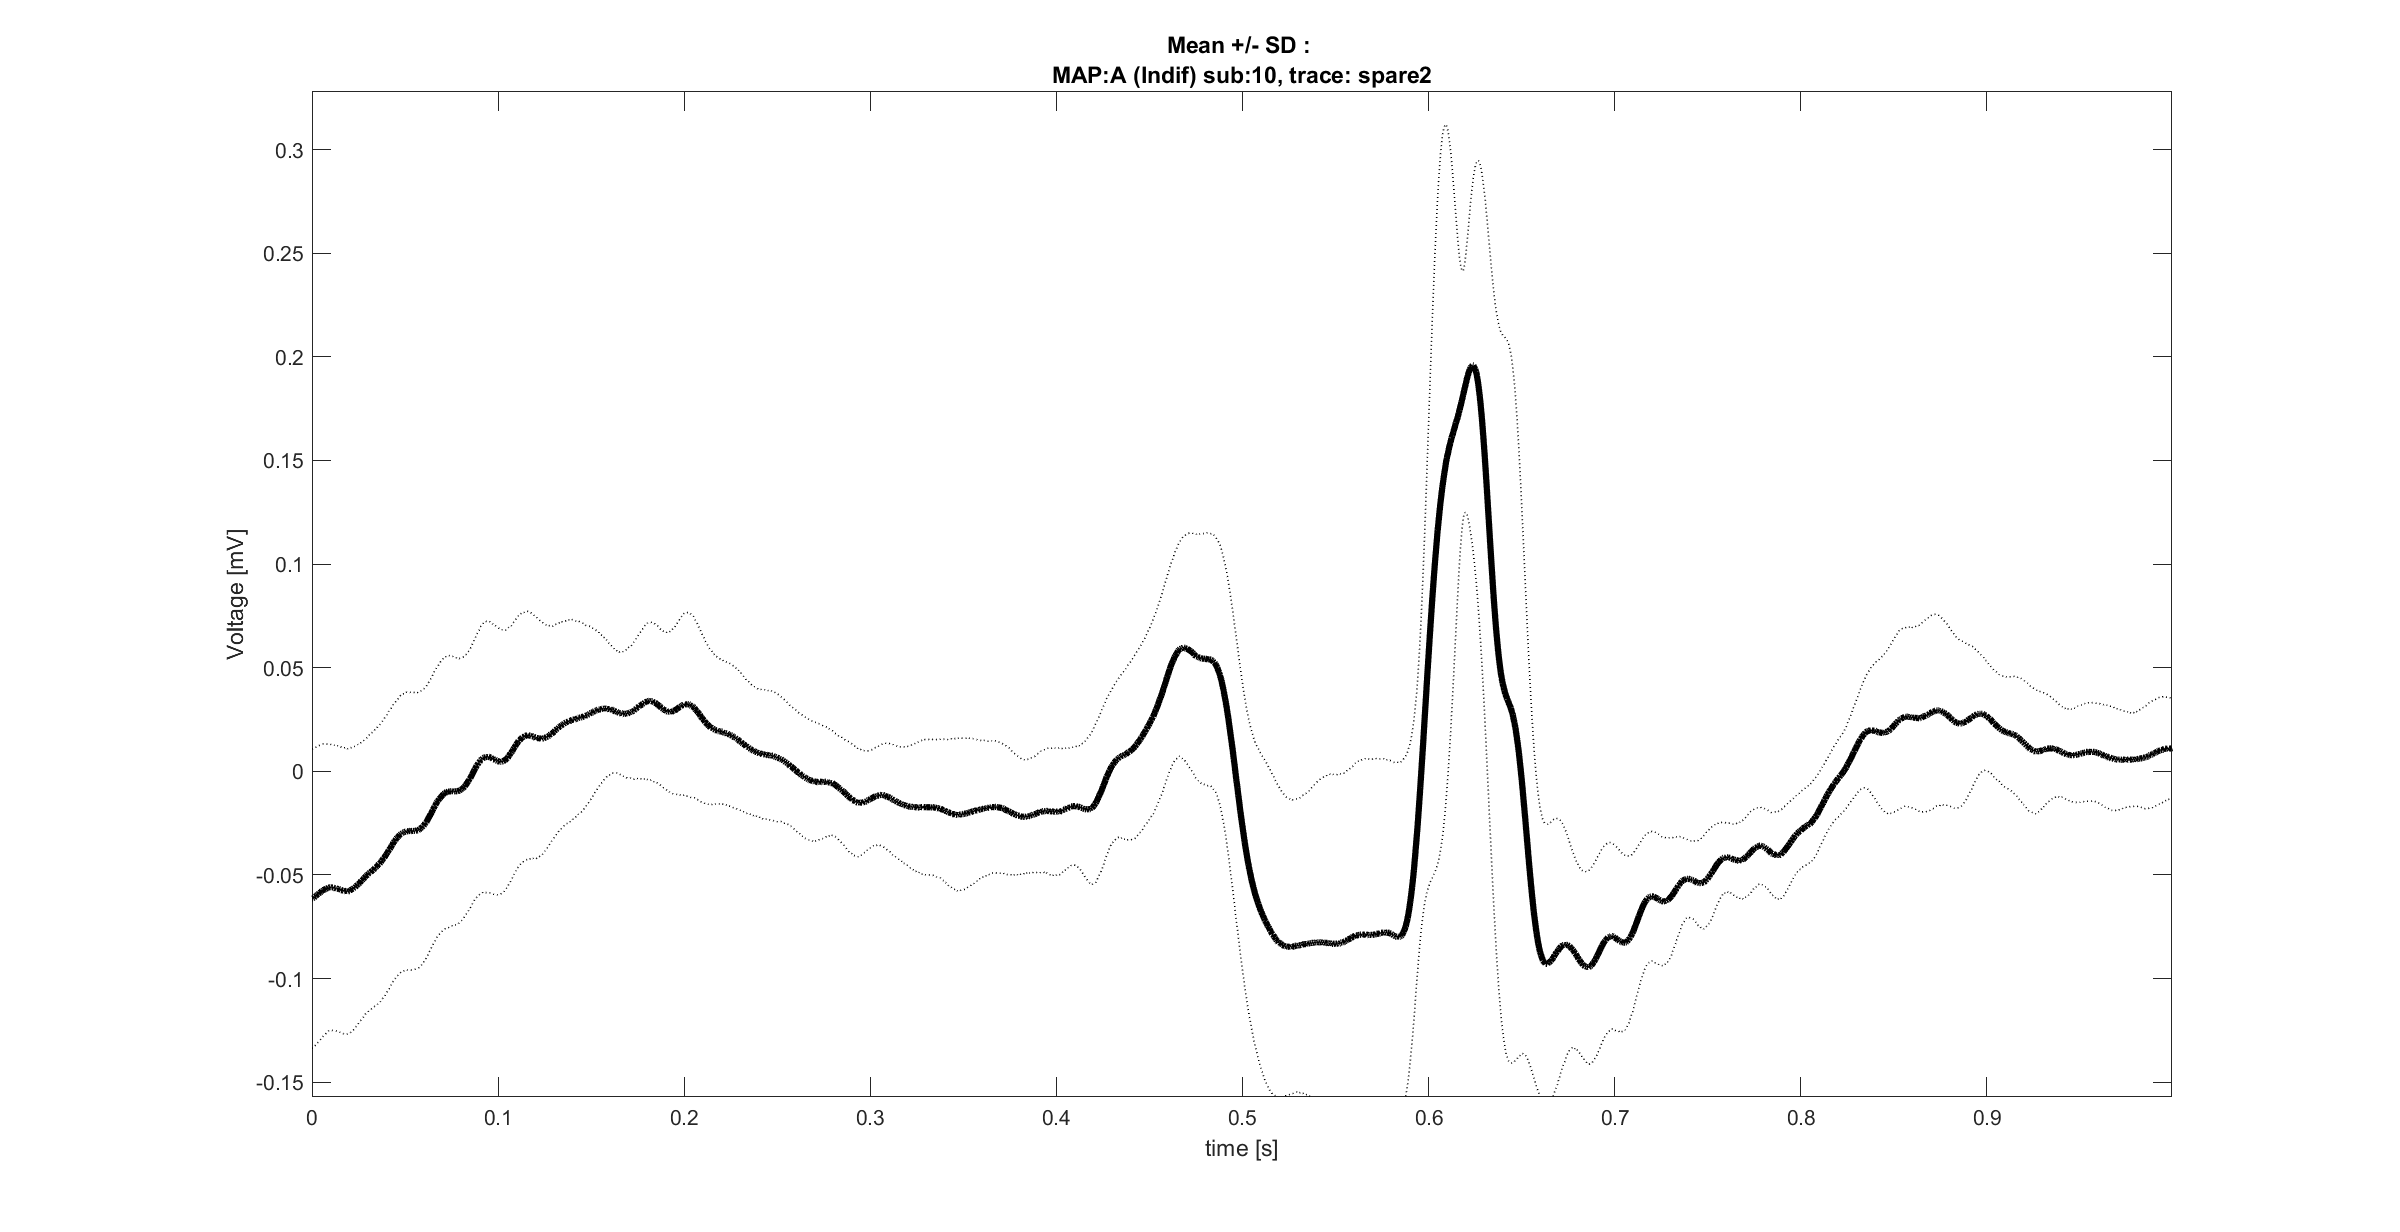 Mean +/- SD :
MAP:A (Indif) sub:10, trace: spare2
0.3
0.25
0.2
0.15
0.1
0.05
0
-0.05
-0.1
-0.15
Voltage [mV]
0 0.1 0.2 0.3 0.4 0.5 0.6 0.7 0.8 0.9
time [s]